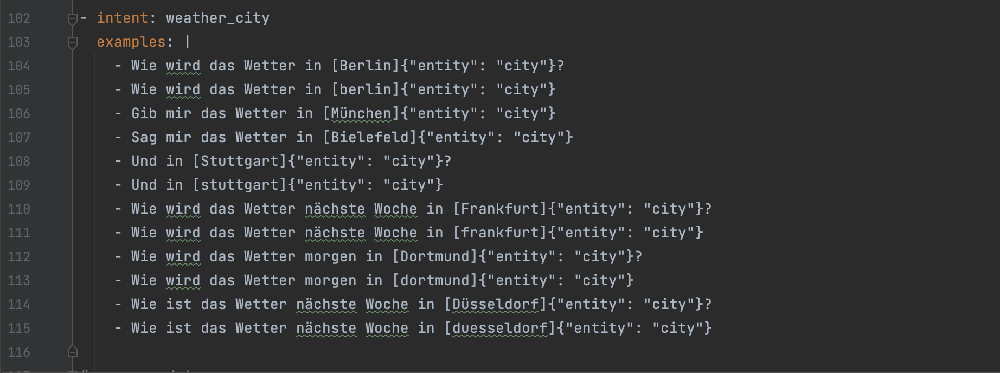 102 - intent: weather_city
103 examples: |
104 - Wie wird das Wetter in [Berlin]{"entity": "city"}?
105 - Wie wird das Wetter in [berlin]{"entity": "city"}
106 - Gib mir das Wetter in [München]{"entity": "city"}
107 - Sag mir das Wetter in [Bielefeld]{"entity": "city"}
108 - Und in [Stuttgart]{"entity": "city"}?
109 - Und in [stuttgart]{"entity": "city"}
110 - Wie wird das Wetter nächste Woche in [Frankfurt]{"entity": "city"}?
111 - Wie wird das Wetter nächste Woche in [frankfurt]{"entity": "city"}
112 - Wie wird das Wetter morgen in [Dortmund]{"entity": "city"}?
113 - Wie wird das Wetter morgen in [dortmund]{"entity": "city"}
114 - Wie ist das Wetter nächste Woche in [Düsseldorf]{"entity": "city"}?
115 - Wie ist das Wetter nächste Woche in [duesseldorf]{"entity": "city"}
116